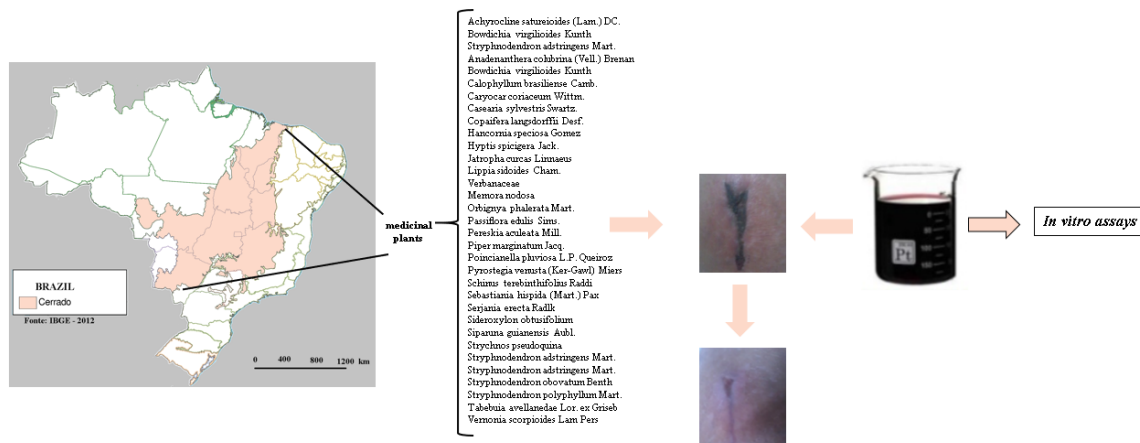 BRAZIL
Cerrado
Fonte: IBGE - 2012
0 400 800 1200 km
medicinal
plants
Achyrocline satureioides (Lam.) DC.
Bowdichia virgilioides Kunth
Stryphnodendron adstringens Mart.
Anadenanthera colubrina (Vell.) Brenan
Bowdichia virgilioides Kunth
Calophyllum brasiliense Camb.
Caryocar coriaceum Wittm.
Casearia sylvestris Swartz.
Copaifera langsdorffii Desf.
Hancornia speciosa Gomez
Hyptis spicigera Jack.
Jatropha curcas Linnaeus
Lippia sidoides Cham.
Verbanaceae
Memora nodosa
Orbignya phalerata Mart.
Passiflora edulis Sims.
Pereskia aculeata Mill.
Piper marginatum Jacq.
Poincianella pluviosa L.P. Queiroz
Pyrostegia venusta (Ker-Gawl) Miers
Schinus terebinthifolius Raddi
Sebastiania hispida (Mart.) Pax
Serjania erecta Radlk
Sideroxylon obtusifolium
Siparuna guianensis Aubl.
Strychnos pseudoquina
Stryphnodendron adstringens Mart.
Stryphnodendron adstringens Mart.
Stryphnodendron obovatum Benth
Stryphnodendron polyphyllum Mart.
Tabebuia avellanedae Lor. ex Griseb
Vernonia scorpioides Lam Pers
Pt
In vitro assays